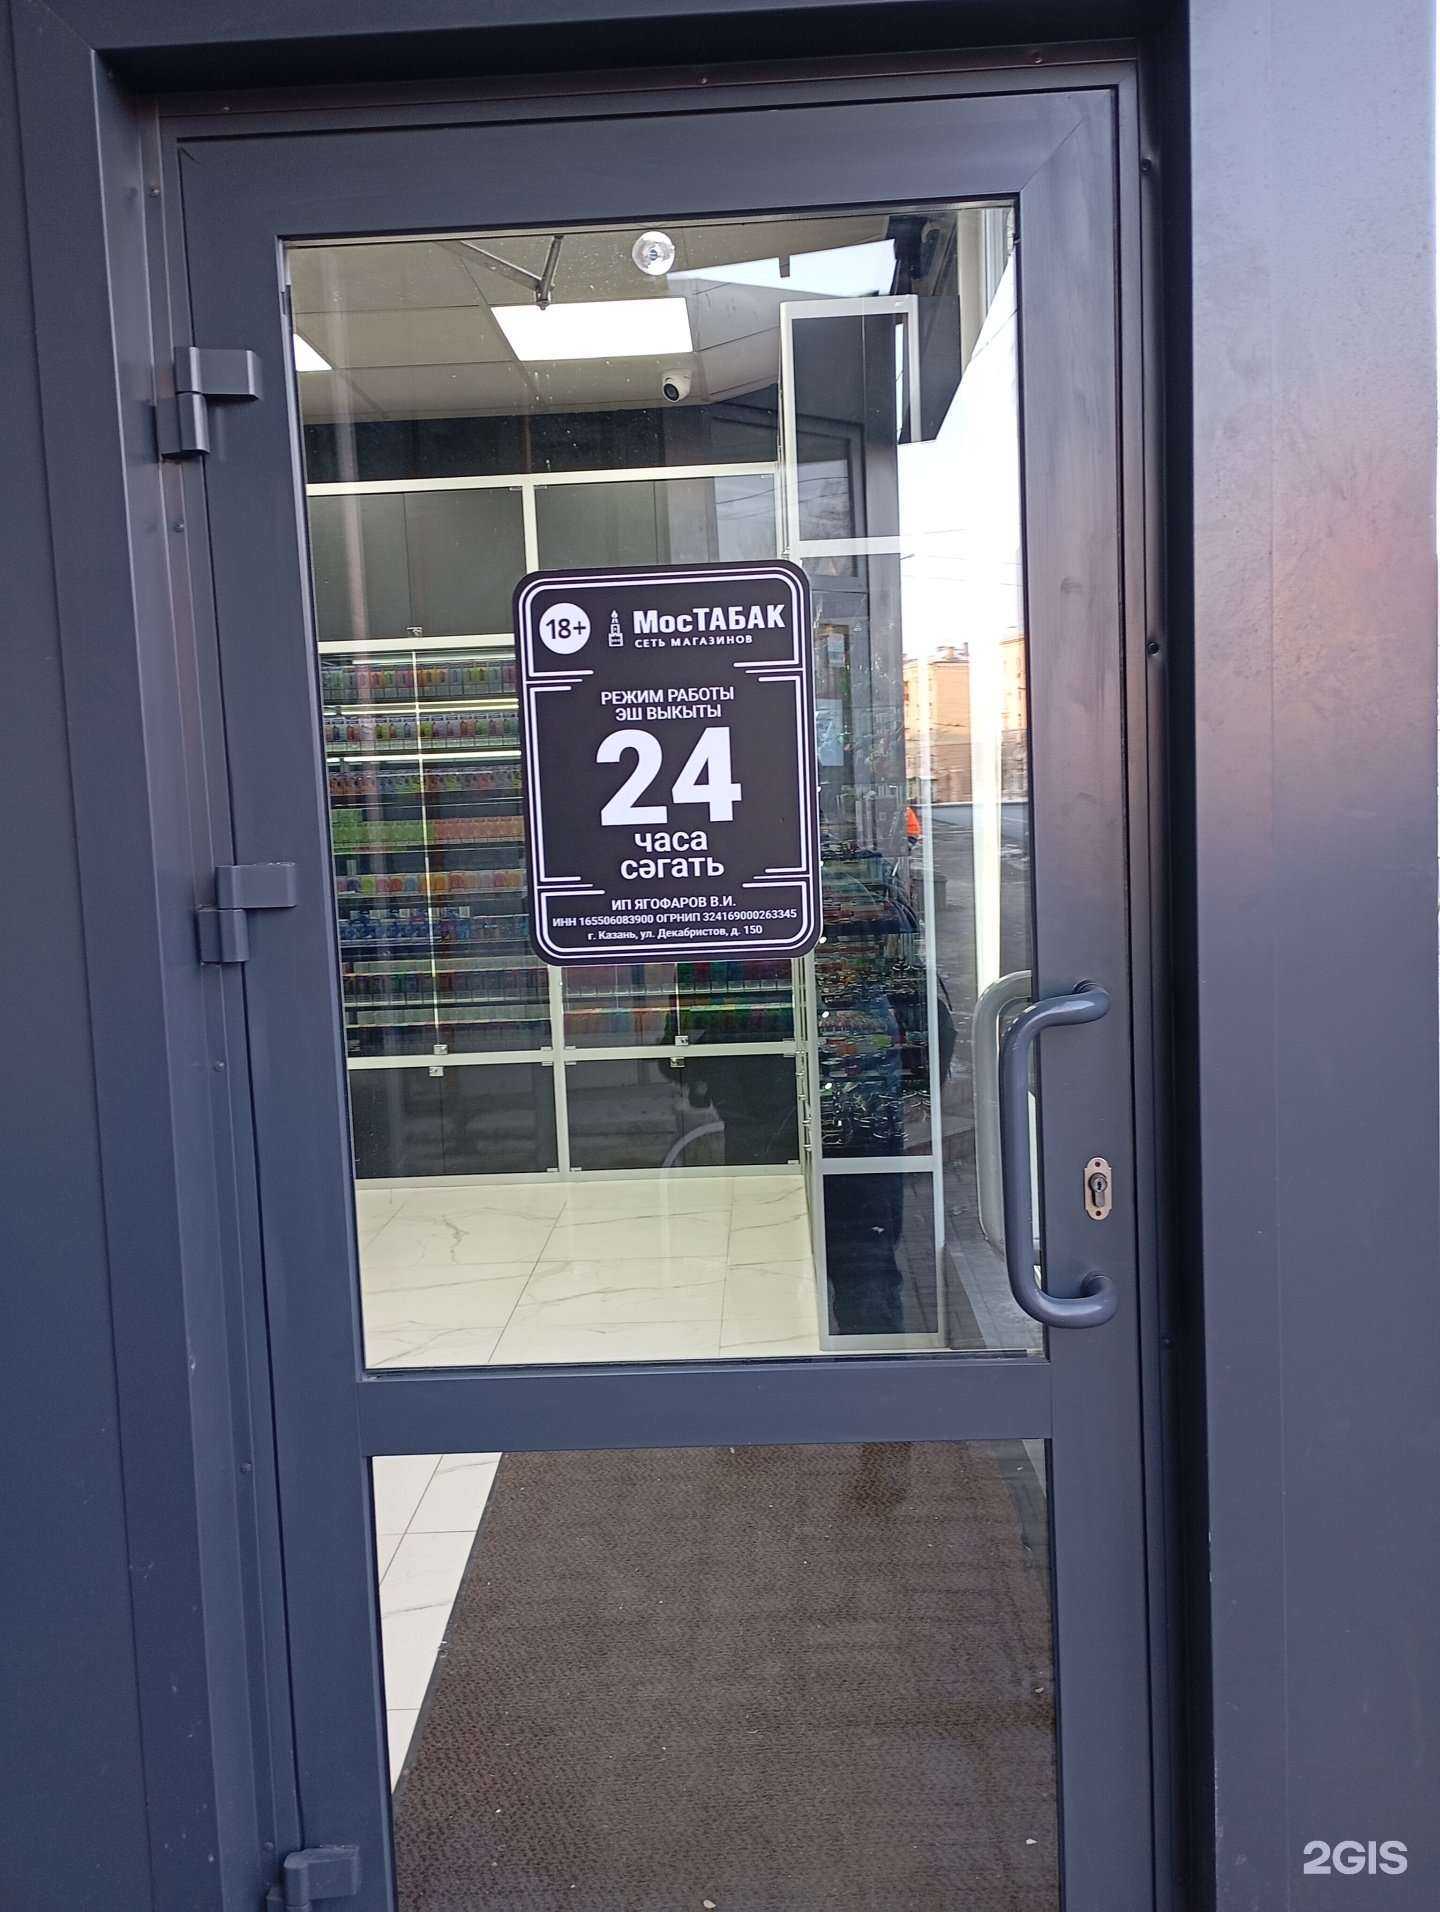 18+
МосТАБАК
СЕТЬ МАГАЗИНОВ
РЕЖИМ РАБОТЫ
ЭШ ВЫКЫТЫ
24
часа
сәгать
ИП ЯГОФАРОВ В.И.
ИНН 165506083900 ОГРНИП 324169000263345
г. Казань, ул. Декабристов, д. 150
2GIS